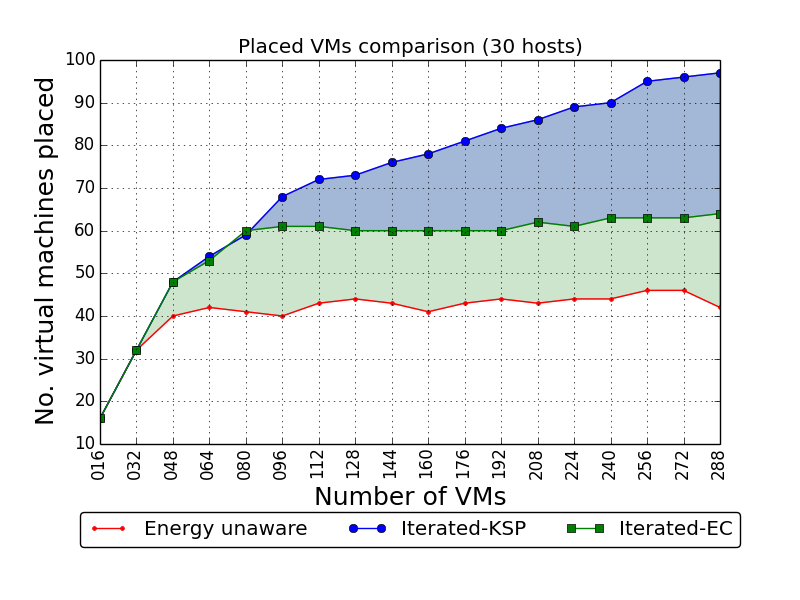 Placed VMs comparison (30 hosts)
No. virtual machines placed
100
90
80
70
60
50
40
30
20
10
016 032 048 064 080 096 112 128 144 160 176 192 208 224 240 256 272 288
Number of VMs
Energy unaware Iterated-KSP Iterated-EC